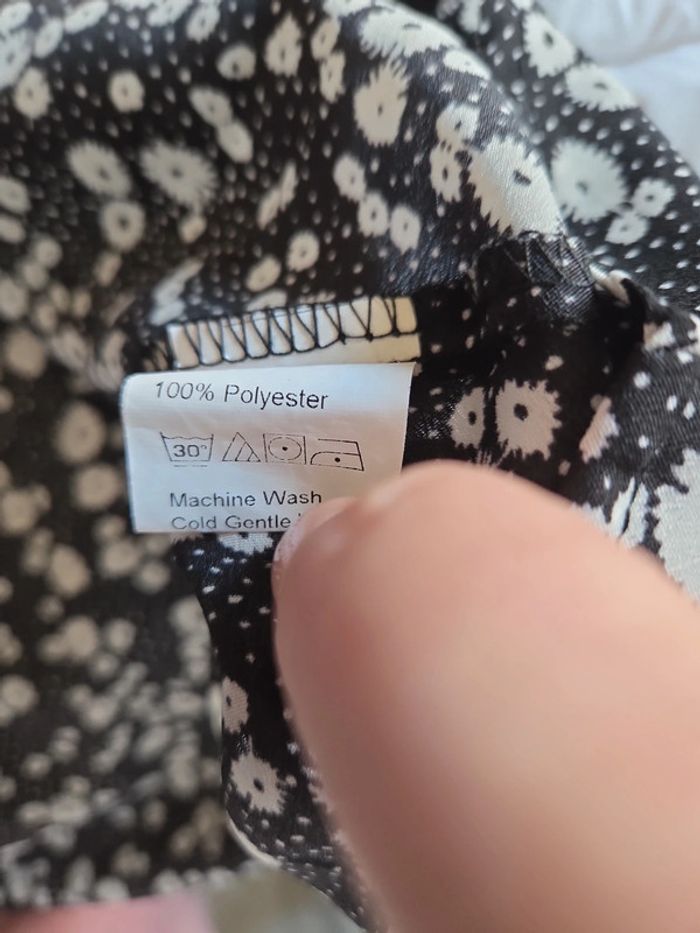 100% Polyester
30°
Machine Wash
Cold Gentle